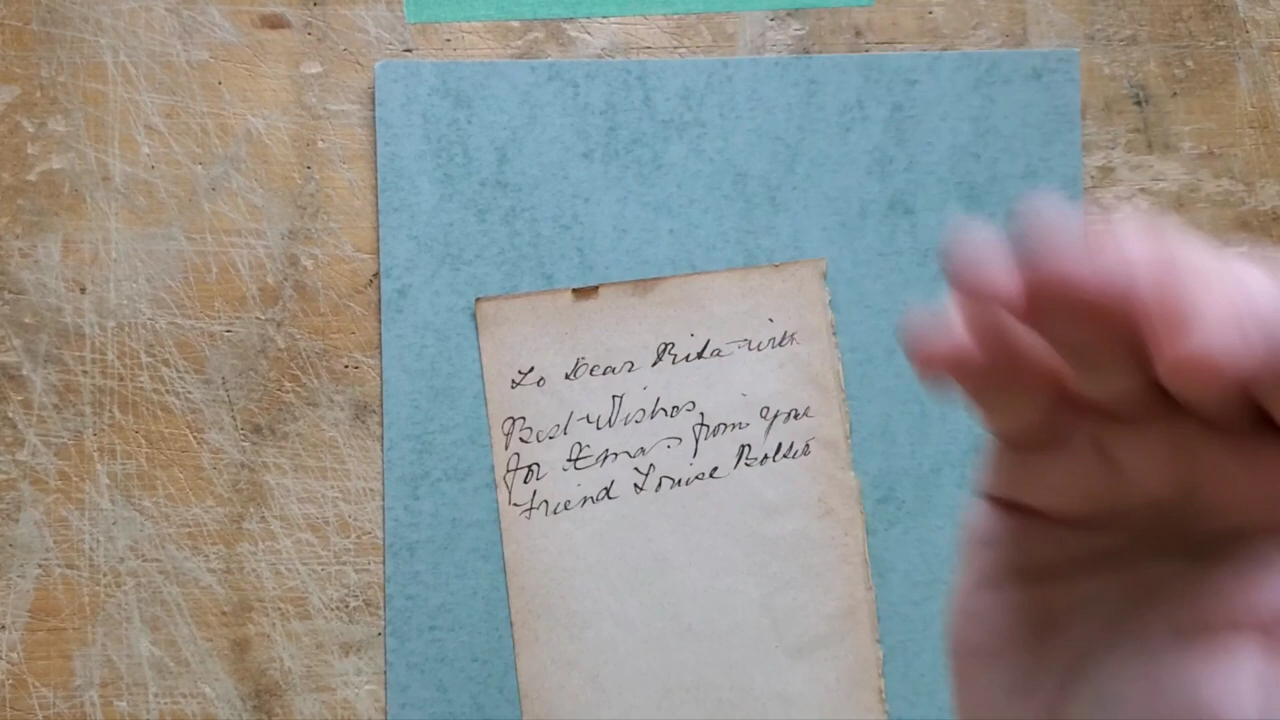 To Dear Rita with
Best Wishes
for Xmas from your
Friend Louise